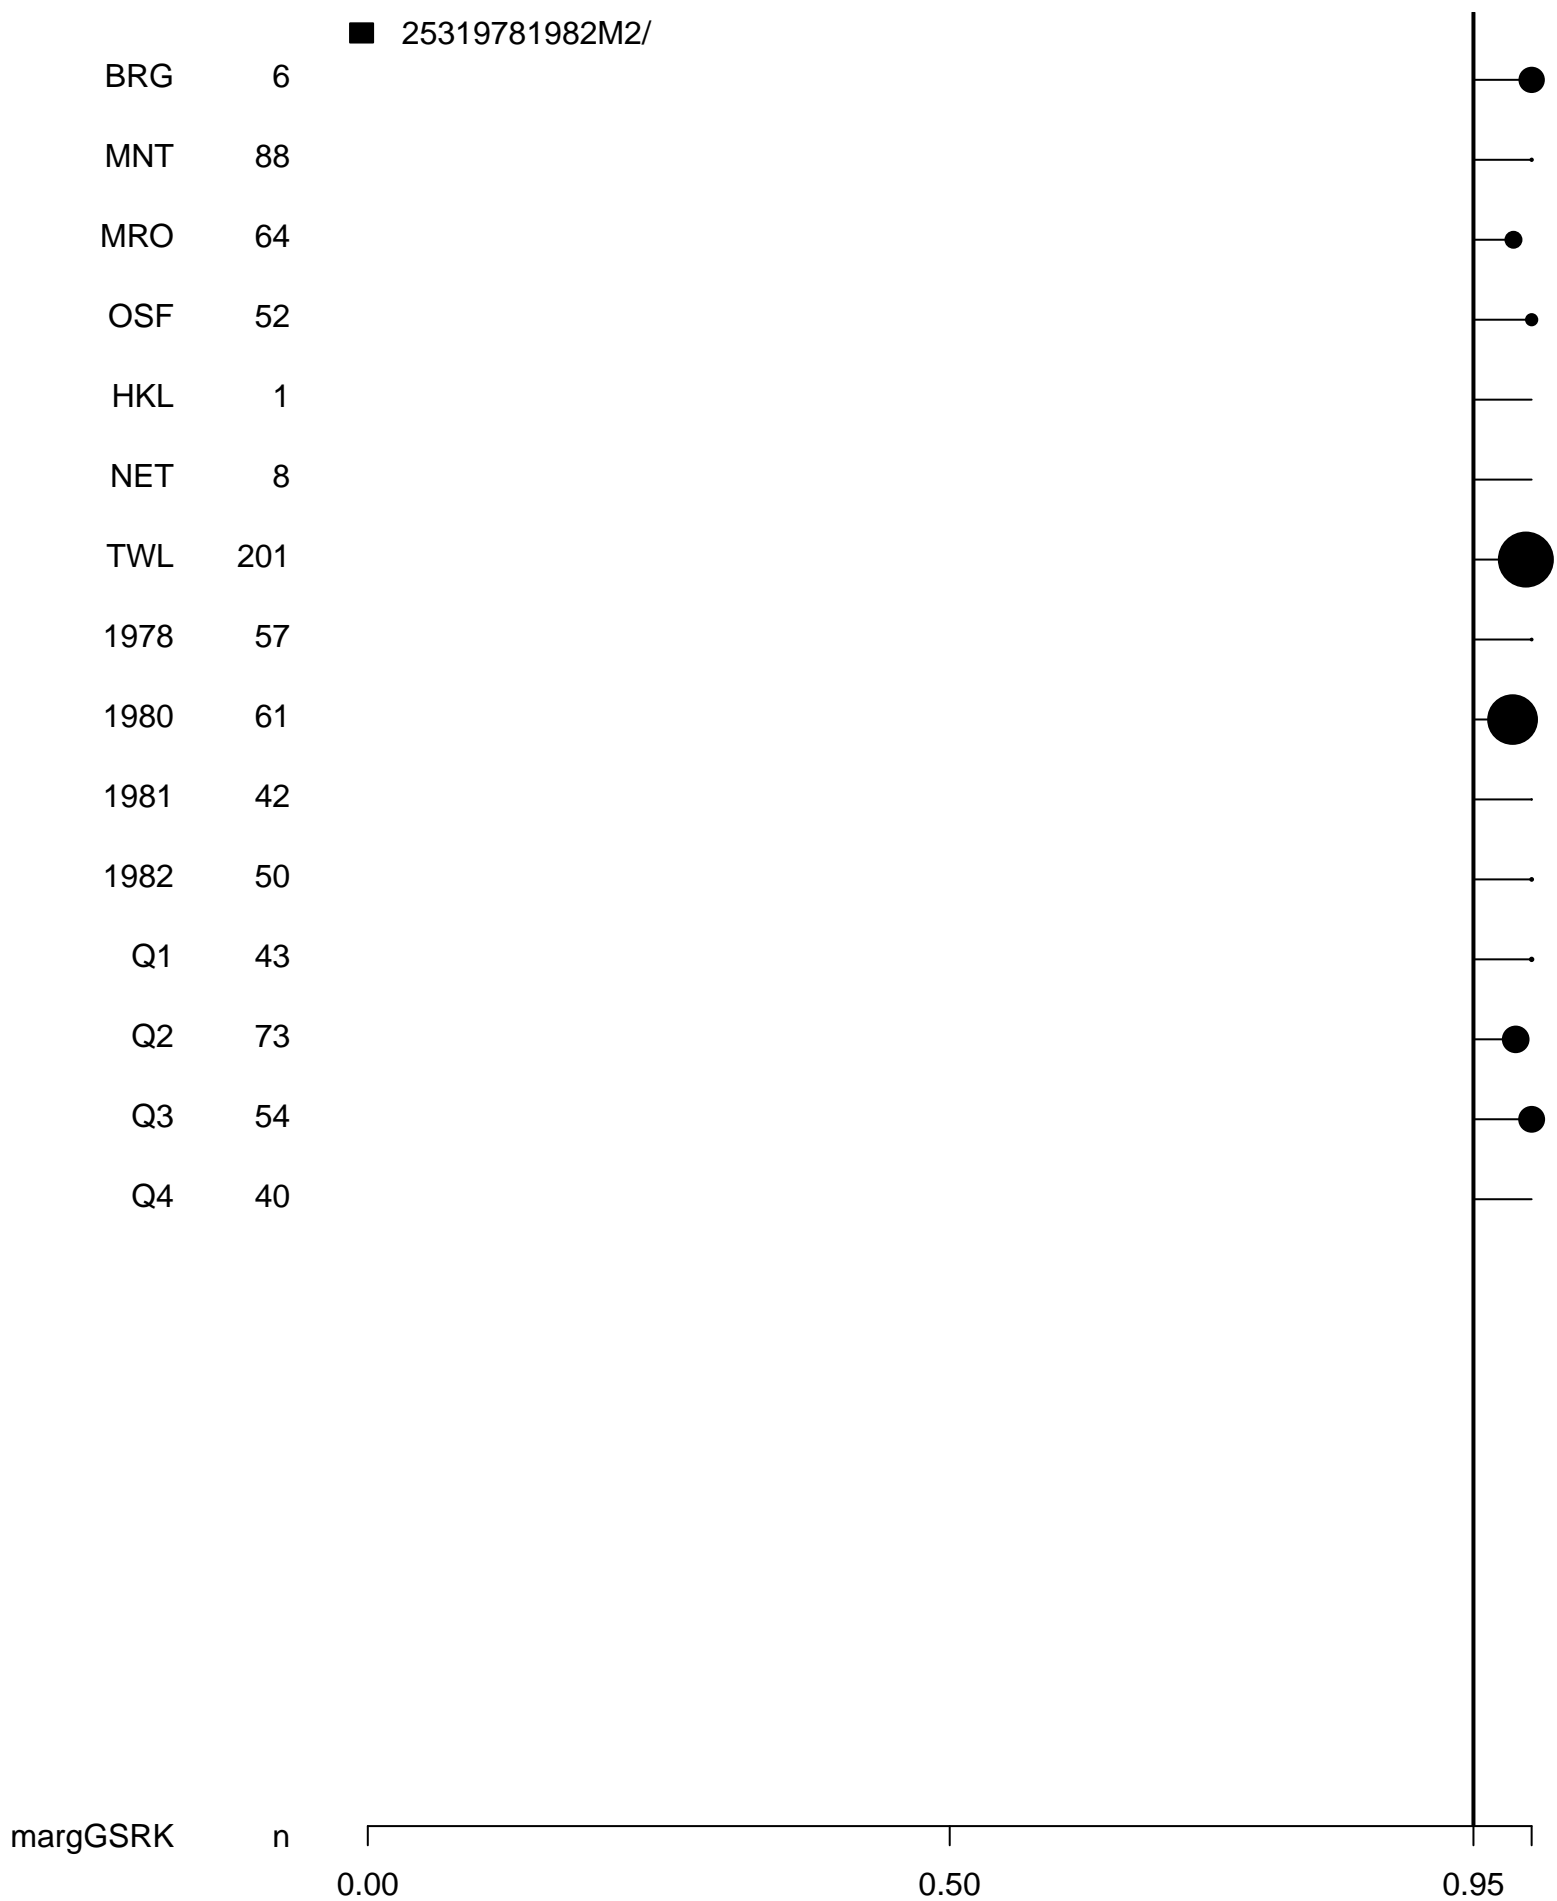 25319781982M2/
BRG 6
MNT 88
MRO 64
OSF 52
HKL 1
NET 8
TWL 201
1978 57
1980 61
1981 42
1982 50
Q1 43
Q2 73
Q3 54
Q4 40
margGSRK n
0.00 0.50 0.95